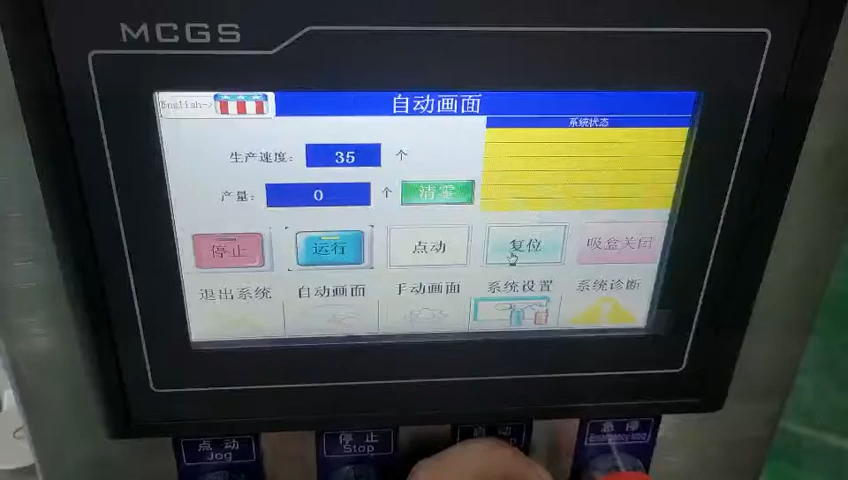 MCGS
English->
自动画面
系统状态
生产速度: 35 个
产量: 0 个 清零
停止 运行 点动 复位 吸盒关闭
退出系统 自动画面 手动画面 系统设置 系统诊断
点动 停止 启动 急停
Jog Stop